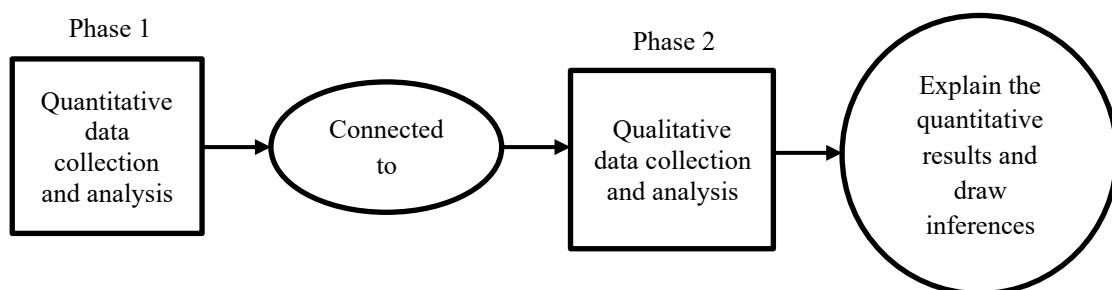 Phase 1
Quantitative
data
collection
and analysis
Connected
to
Phase 2
Qualitative
data collection
and analysis
Explain the
quantitative
results and
draw
inferences